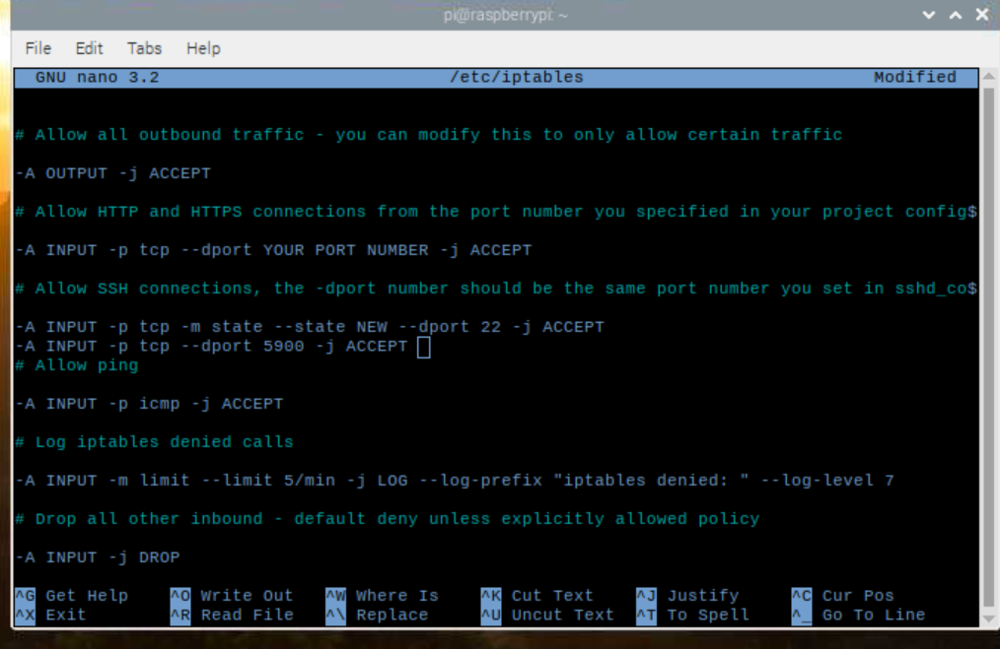 pi@raspberrypi: ~
File Edit Tabs Help
GNU nano 3.2 /etc/iptables Modified
# Allow all outbound traffic - you can modify this to only allow certain traffic
-A OUTPUT -j ACCEPT
# Allow HTTP and HTTPS connections from the port number you specified in your project config$
-A INPUT -p tcp --dport YOUR PORT NUMBER -j ACCEPT
# Allow SSH connections, the -dport number should be the same port number you set in sshd_co$
-A INPUT -p tcp -m state --state NEW --dport 22 -j ACCEPT
-A INPUT -p tcp --dport 5900 -j ACCEPT
# Allow ping
-A INPUT -p icmp -j ACCEPT
# Log iptables denied calls
-A INPUT -m limit --limit 5/min -j LOG --log-prefix "iptables denied: " --log-level 7
# Drop all other inbound - default deny unless explicitly allowed policy
-A INPUT -j DROP
^G Get Help ^O Write Out ^W Where Is ^K Cut Text ^J Justify ^C Cur Pos
^X Exit ^R Read File ^\ Replace ^U Uncut Text ^T To Spell ^_ Go To Line